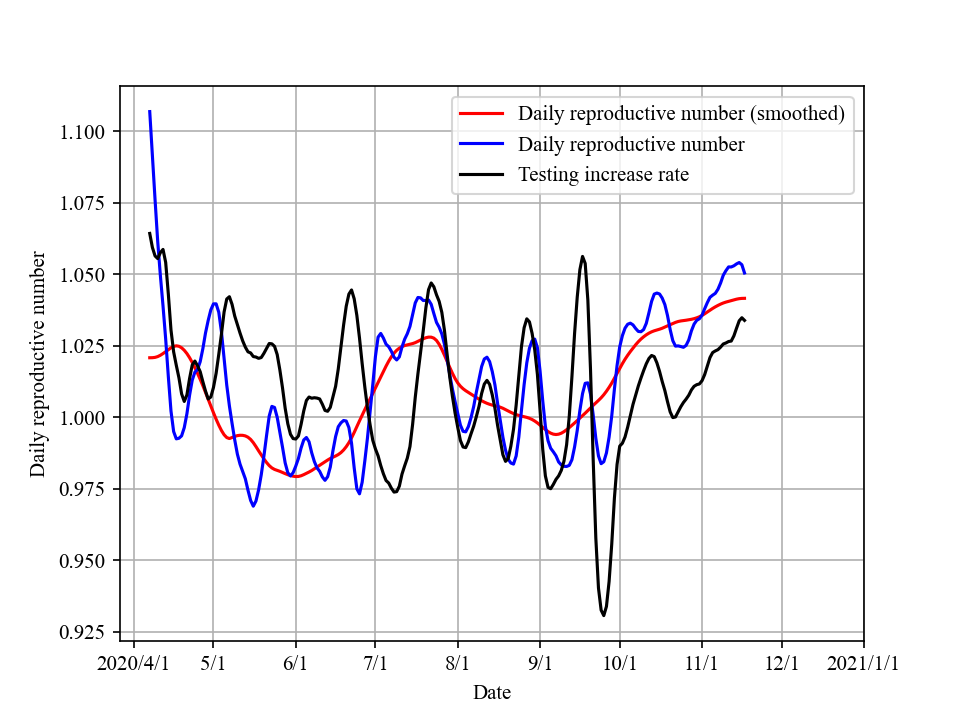 Daily reproductive number (smoothed)
Daily reproductive number
Testing increase rate
Daily reproductive number
1.100
1.075
1.050
1.025
1.000
0.975
0.950
0.925
2020/4/1 5/1 6/1 7/1 8/1 9/1 10/1 11/1 12/1 2021/1/1
Date